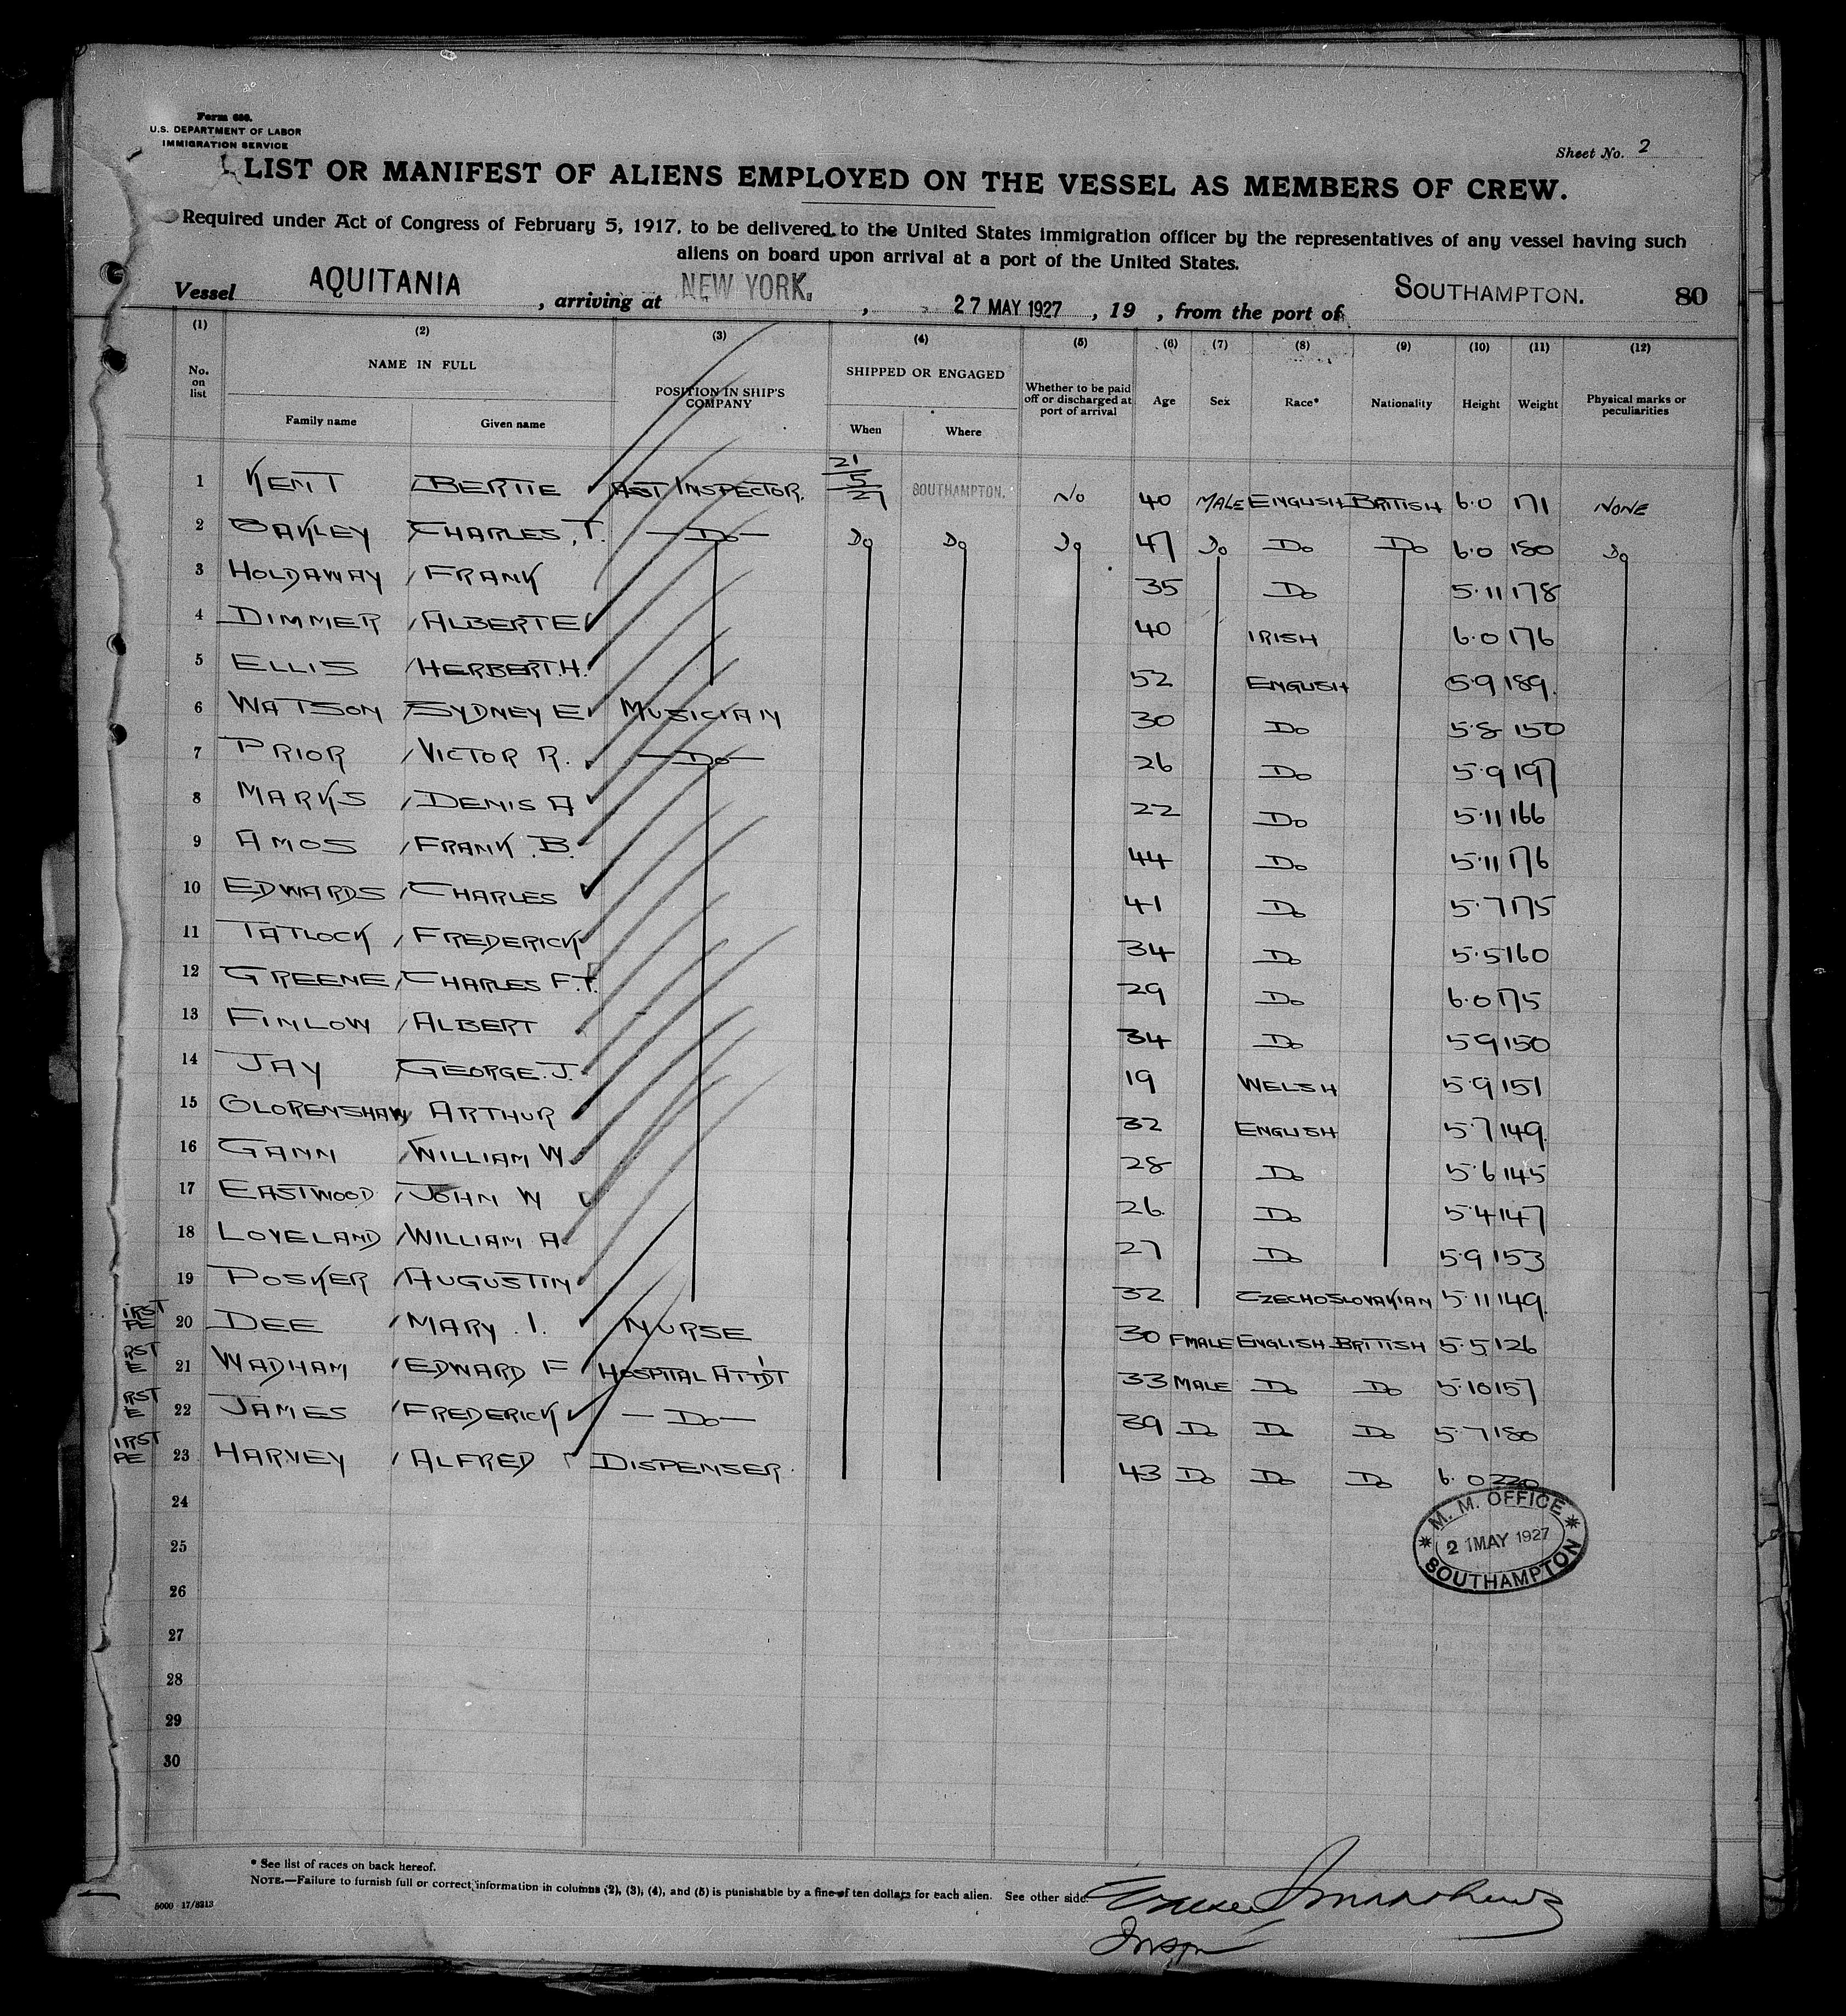 Form 680.
U.S. DEPARTMENT OF LABOR
IMMIGRATION SERVICE
Sheet No. 2
LIST OR MANIFEST OF ALIENS EMPLOYED ON THE VESSEL AS MEMBERS OF CREW.
Required under Act of Congress of February 5, 1917, to be delivered to the United States immigration officer by the representatives of any vessel having such
aliens on board upon arrival at a port of the United States.
Vessel AQUITANIA, arriving at NEW YORK., 27 MAY 1927, 19 , from the port of SOUTHAMPTON. 80
(1) (2) (3) (4) (5) (6) (7) (8) (9) (10) (11) (12)
No. on list NAME IN FULL Family name Given name POSITION IN SHIP'S COMPANY SHIPPED OR ENGAGED When Where Whether to be paid off or discharged at port of arrival Age Sex Race* Nationality Height Weight Physical marks or peculiarities
1 KENT BERTIE AST INSPECTOR. 21/5/27 SOUTHAMPTON. NO 40 MALE ENGLISH BRITISH 6.0 171 NONE
2 OAKLEY CHARLES, T. Do Do Do Do 47 Do Do Do 6.0 180 Do
3 HOLDAWAY FRANK 35 Do 5.11 178
4 DIMMER ALBERT E 40 IRISH 6.0 176
5 ELLIS HERBERT. H. 52 ENGLISH 5.9 189.
6 WATSON SYDNEY E. MUSICIAN 30 Do 5.8 150
7 PRIOR VICTOR R. Do 26 Do 5.9 197
8 MARKS DENIS A 22 Do 5.11 166
9 AMOS FRANK. B. 44 Do 5.11 176
10 EDWARDS CHARLES 41 Do 5.7 175
11 TATLOCK FREDERICK 34 Do 5.5 160
12 GREENE CHARLES F.T. 29 Do 6.0 175
13 FINLOW ALBERT 34 Do 5.9 150
14 JAY GEORGE. J. 19 WELSH 5.9 151
15 OLORENSHAW ARTHUR 32 ENGLISH 5.7 149.
16 GANN WILLIAM W. 28 Do 5.6 145
17 EASTWOOD JOHN W 26 Do 5.4 147
18 LOVELAND WILLIAM A. 27 Do 5.9 153
19 POSKER AUGUSTIN 32 CZECHOSLOVAKIAN 5.11 149.
IRST PE 20 DEE MARY. I. NURSE 30 FMALE ENGLISH BRITISH 5.5 126
RST E 21 WADHAM EDWARD F HOSPITAL ATT'DT 33 MALE Do Do 5.10 157
RST E 22 JAMES FREDERICK Do 39 Do Do Do 5.7 180
IRST PE 23 HARVEY ALFRED DISPENSER. 43 Do Do Do 6.0 220
24
25
26
27
28
29
30
M. M. OFFICE
21 MAY 1927
SOUTHAMPTON
* See list of races on back hereof.
NOTE.—Failure to furnish full or correct information in columns (2), (3), (4), and (5) is punishable by a fine of ten dollars for each alien. See other side.
5000 17/8213